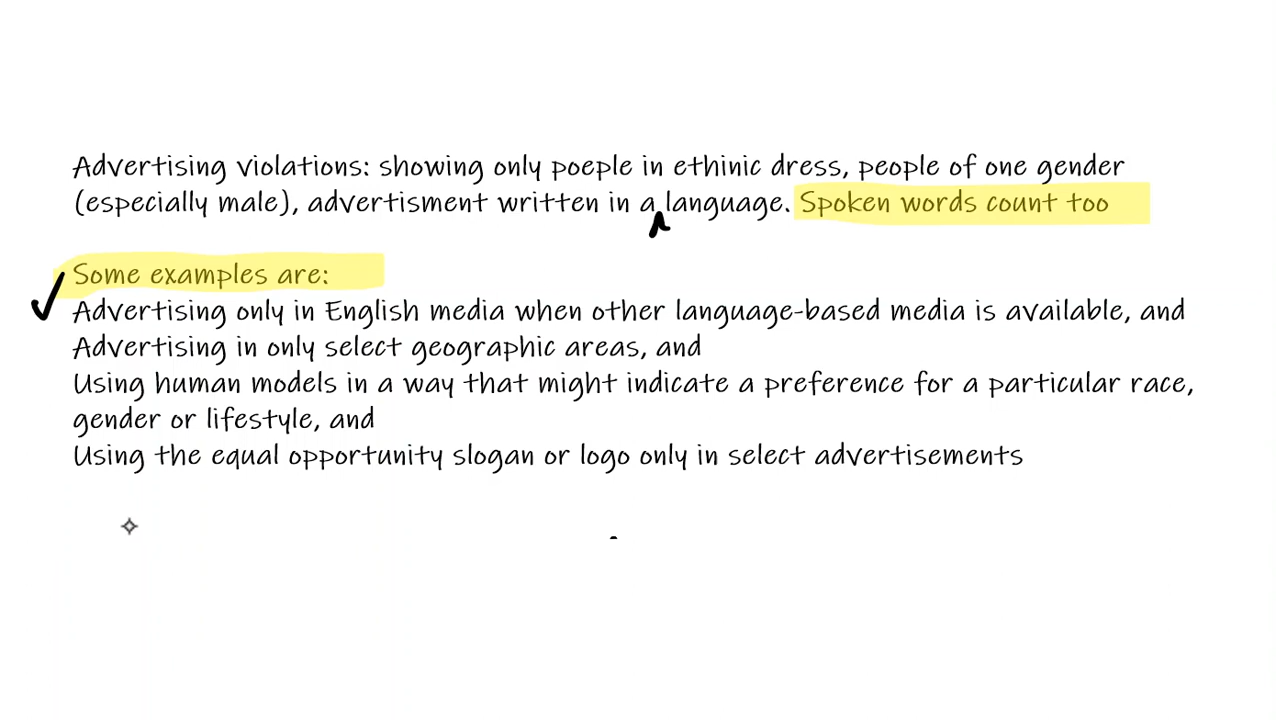 Advertising violations: showing only poeple in ethinic dress, people of one gender
(especially male), advertisment written in a language. Spoken words count too
Some examples are:
Advertising only in English media when other language-based media is available, and
Advertising in only select geographic areas, and
Using human models in a way that might indicate a preference for a particular race,
gender or lifestyle, and
Using the equal opportunity slogan or logo only in select advertisements